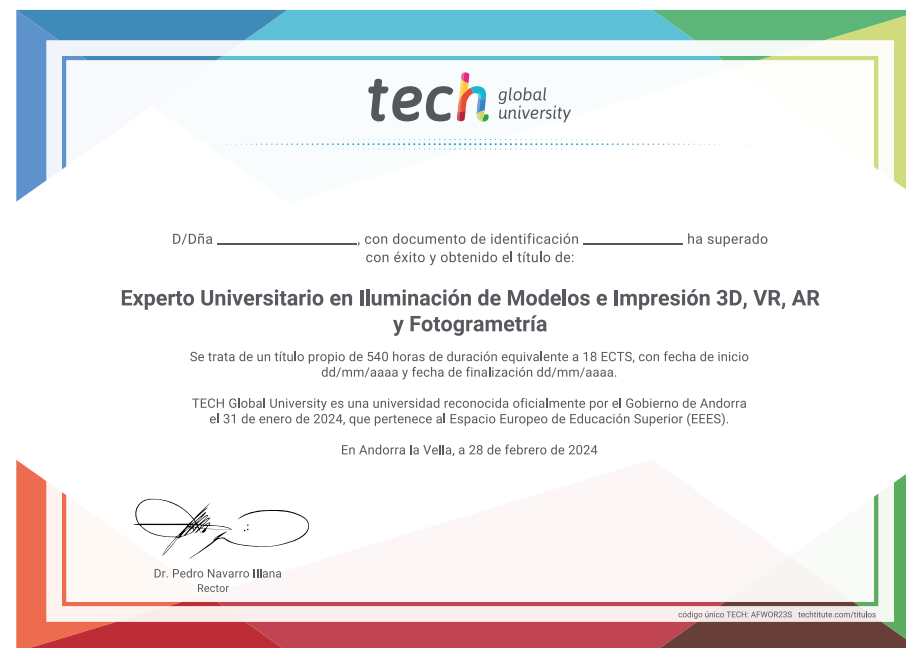 tech global university
D/Dña ____________, con documento de identificación ____________ ha superado
con éxito y obtenido el título de:
Experto Universitario en Iluminación de Modelos e Impresión 3D, VR, AR
y Fotogrametría
Se trata de un título propio de 540 horas de duración equivalente a 18 ECTS, con fecha de inicio
dd/mm/aaaa y fecha de finalización dd/mm/aaaa.
TECH Global University es una universidad reconocida oficialmente por el Gobierno de Andorra
el 31 de enero de 2024, que pertenece al Espacio Europeo de Educación Superior (EEES).
En Andorra la Vella, a 28 de febrero de 2024
Dr. Pedro Navarro Illana
Rector
código único TECH: AFWOR23S techtitute.com/titulos